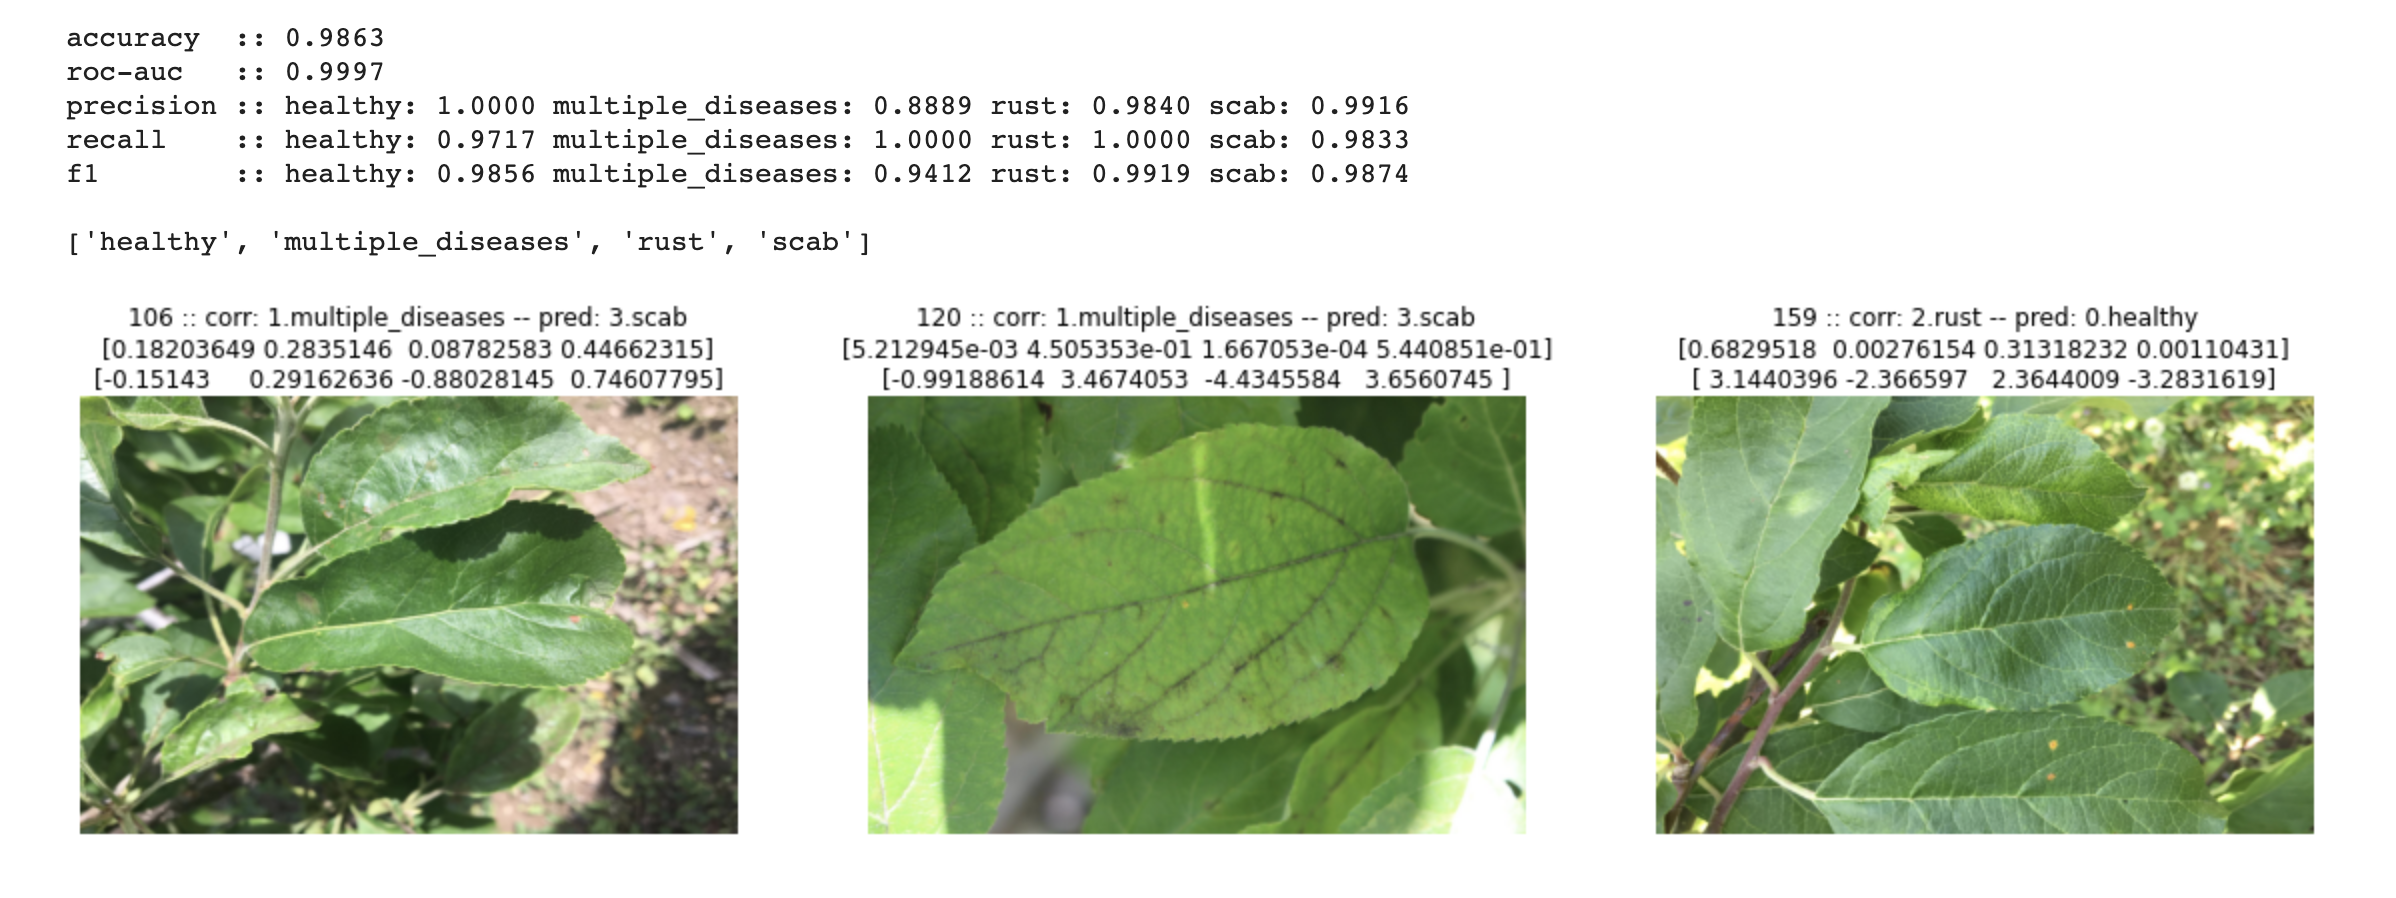 accuracy :: 0.9863
roc-auc :: 0.9997
precision :: healthy: 1.0000 multiple_diseases: 0.8889 rust: 0.9840 scab: 0.9916
recall :: healthy: 0.9717 multiple_diseases: 1.0000 rust: 1.0000 scab: 0.9833
f1 :: healthy: 0.9856 multiple_diseases: 0.9412 rust: 0.9919 scab: 0.9874
['healthy', 'multiple_diseases', 'rust', 'scab']
106 :: corr: 1.multiple_diseases -- pred: 3.scab
[0.18203649 0.2835146 0.08782583 0.44662315]
[-0.15143 0.29162636 -0.88028145 0.74607795]
120 :: corr: 1.multiple_diseases -- pred: 3.scab
[5.212945e-03 4.505353e-01 1.667053e-04 5.440851e-01]
[-0.99188614 3.4674053 -4.4345584 3.6560745 ]
159 :: corr: 2.rust -- pred: 0.healthy
[0.6829518 0.00276154 0.31318232 0.00110431]
[ 3.1440396 -2.366597 2.3644009 -3.2831619]